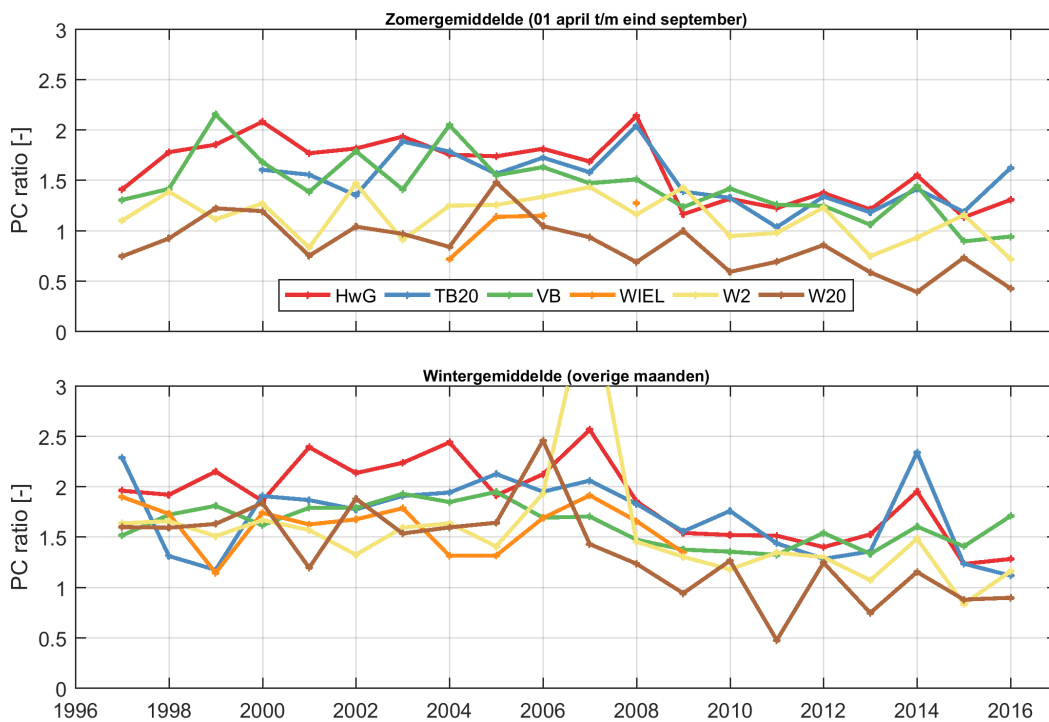 Zomergemiddelde (01 april t/m eind september)
3
2.5
2
1.5
1
0.5
0
PC ratio [-]
HwG TB20 VB WIEL W2 W20
Wintergemiddelde (overige maanden)
3
2.5
2
1.5
1
0.5
0
PC ratio [-]
1996 1998 2000 2002 2004 2006 2008 2010 2012 2014 2016